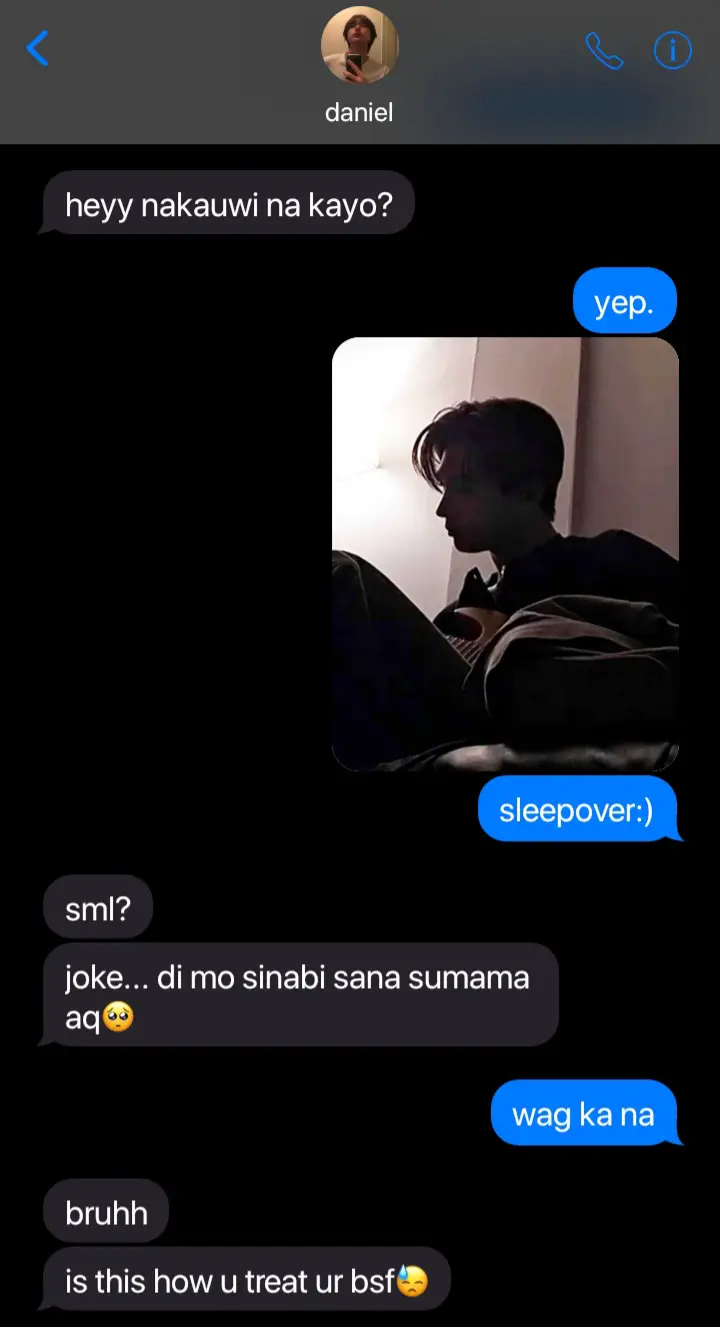 daniel
heyy nakauwi na kayo?
yep.
sleepover:)
sml?
joke... di mo sinabi sana sumama
aq🥺
wag ka na
bruhh
is this how u treat ur bsf😓